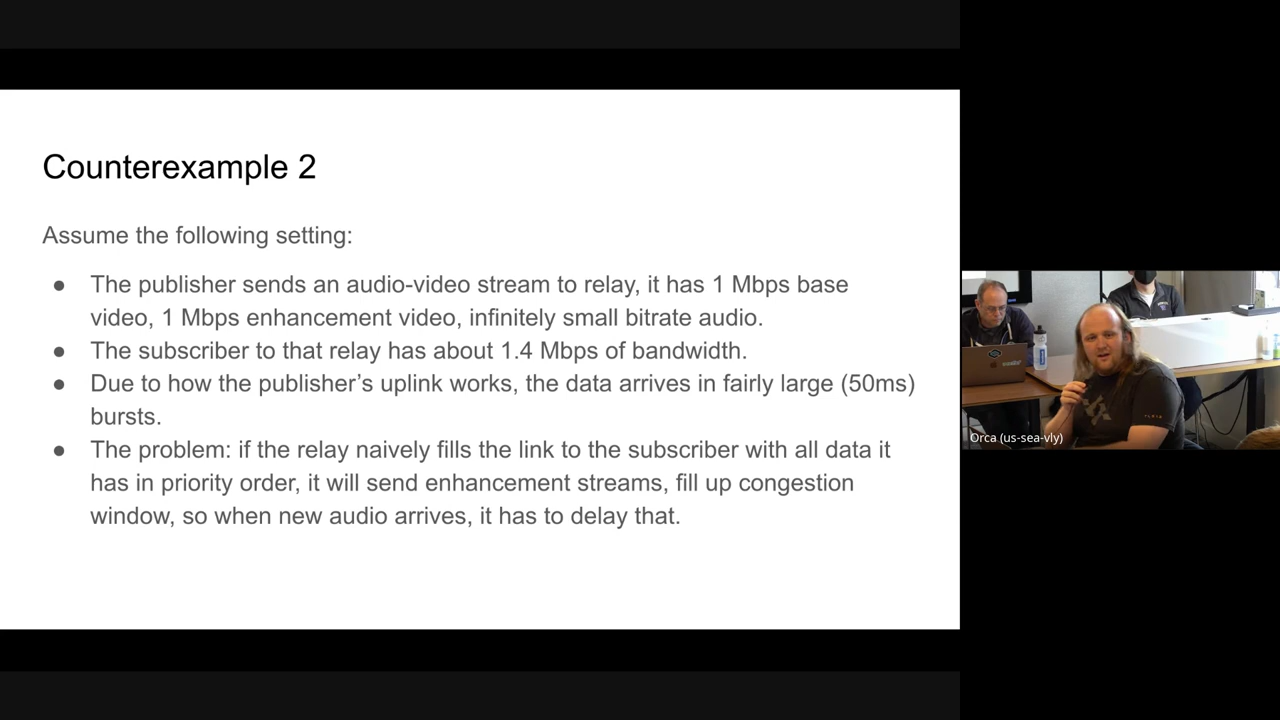 Counterexample 2
Assume the following setting:
● The publisher sends an audio-video stream to relay, it has 1 Mbps base
video, 1 Mbps enhancement video, infinitely small bitrate audio.
● The subscriber to that relay has about 1.4 Mbps of bandwidth.
● Due to how the publisher’s uplink works, the data arrives in fairly large (50ms)
bursts.
● The problem: if the relay naively fills the link to the subscriber with all data it
has in priority order, it will send enhancement streams, fill up congestion
window, so when new audio arrives, it has to delay that.
Orca (us-sea-vly)